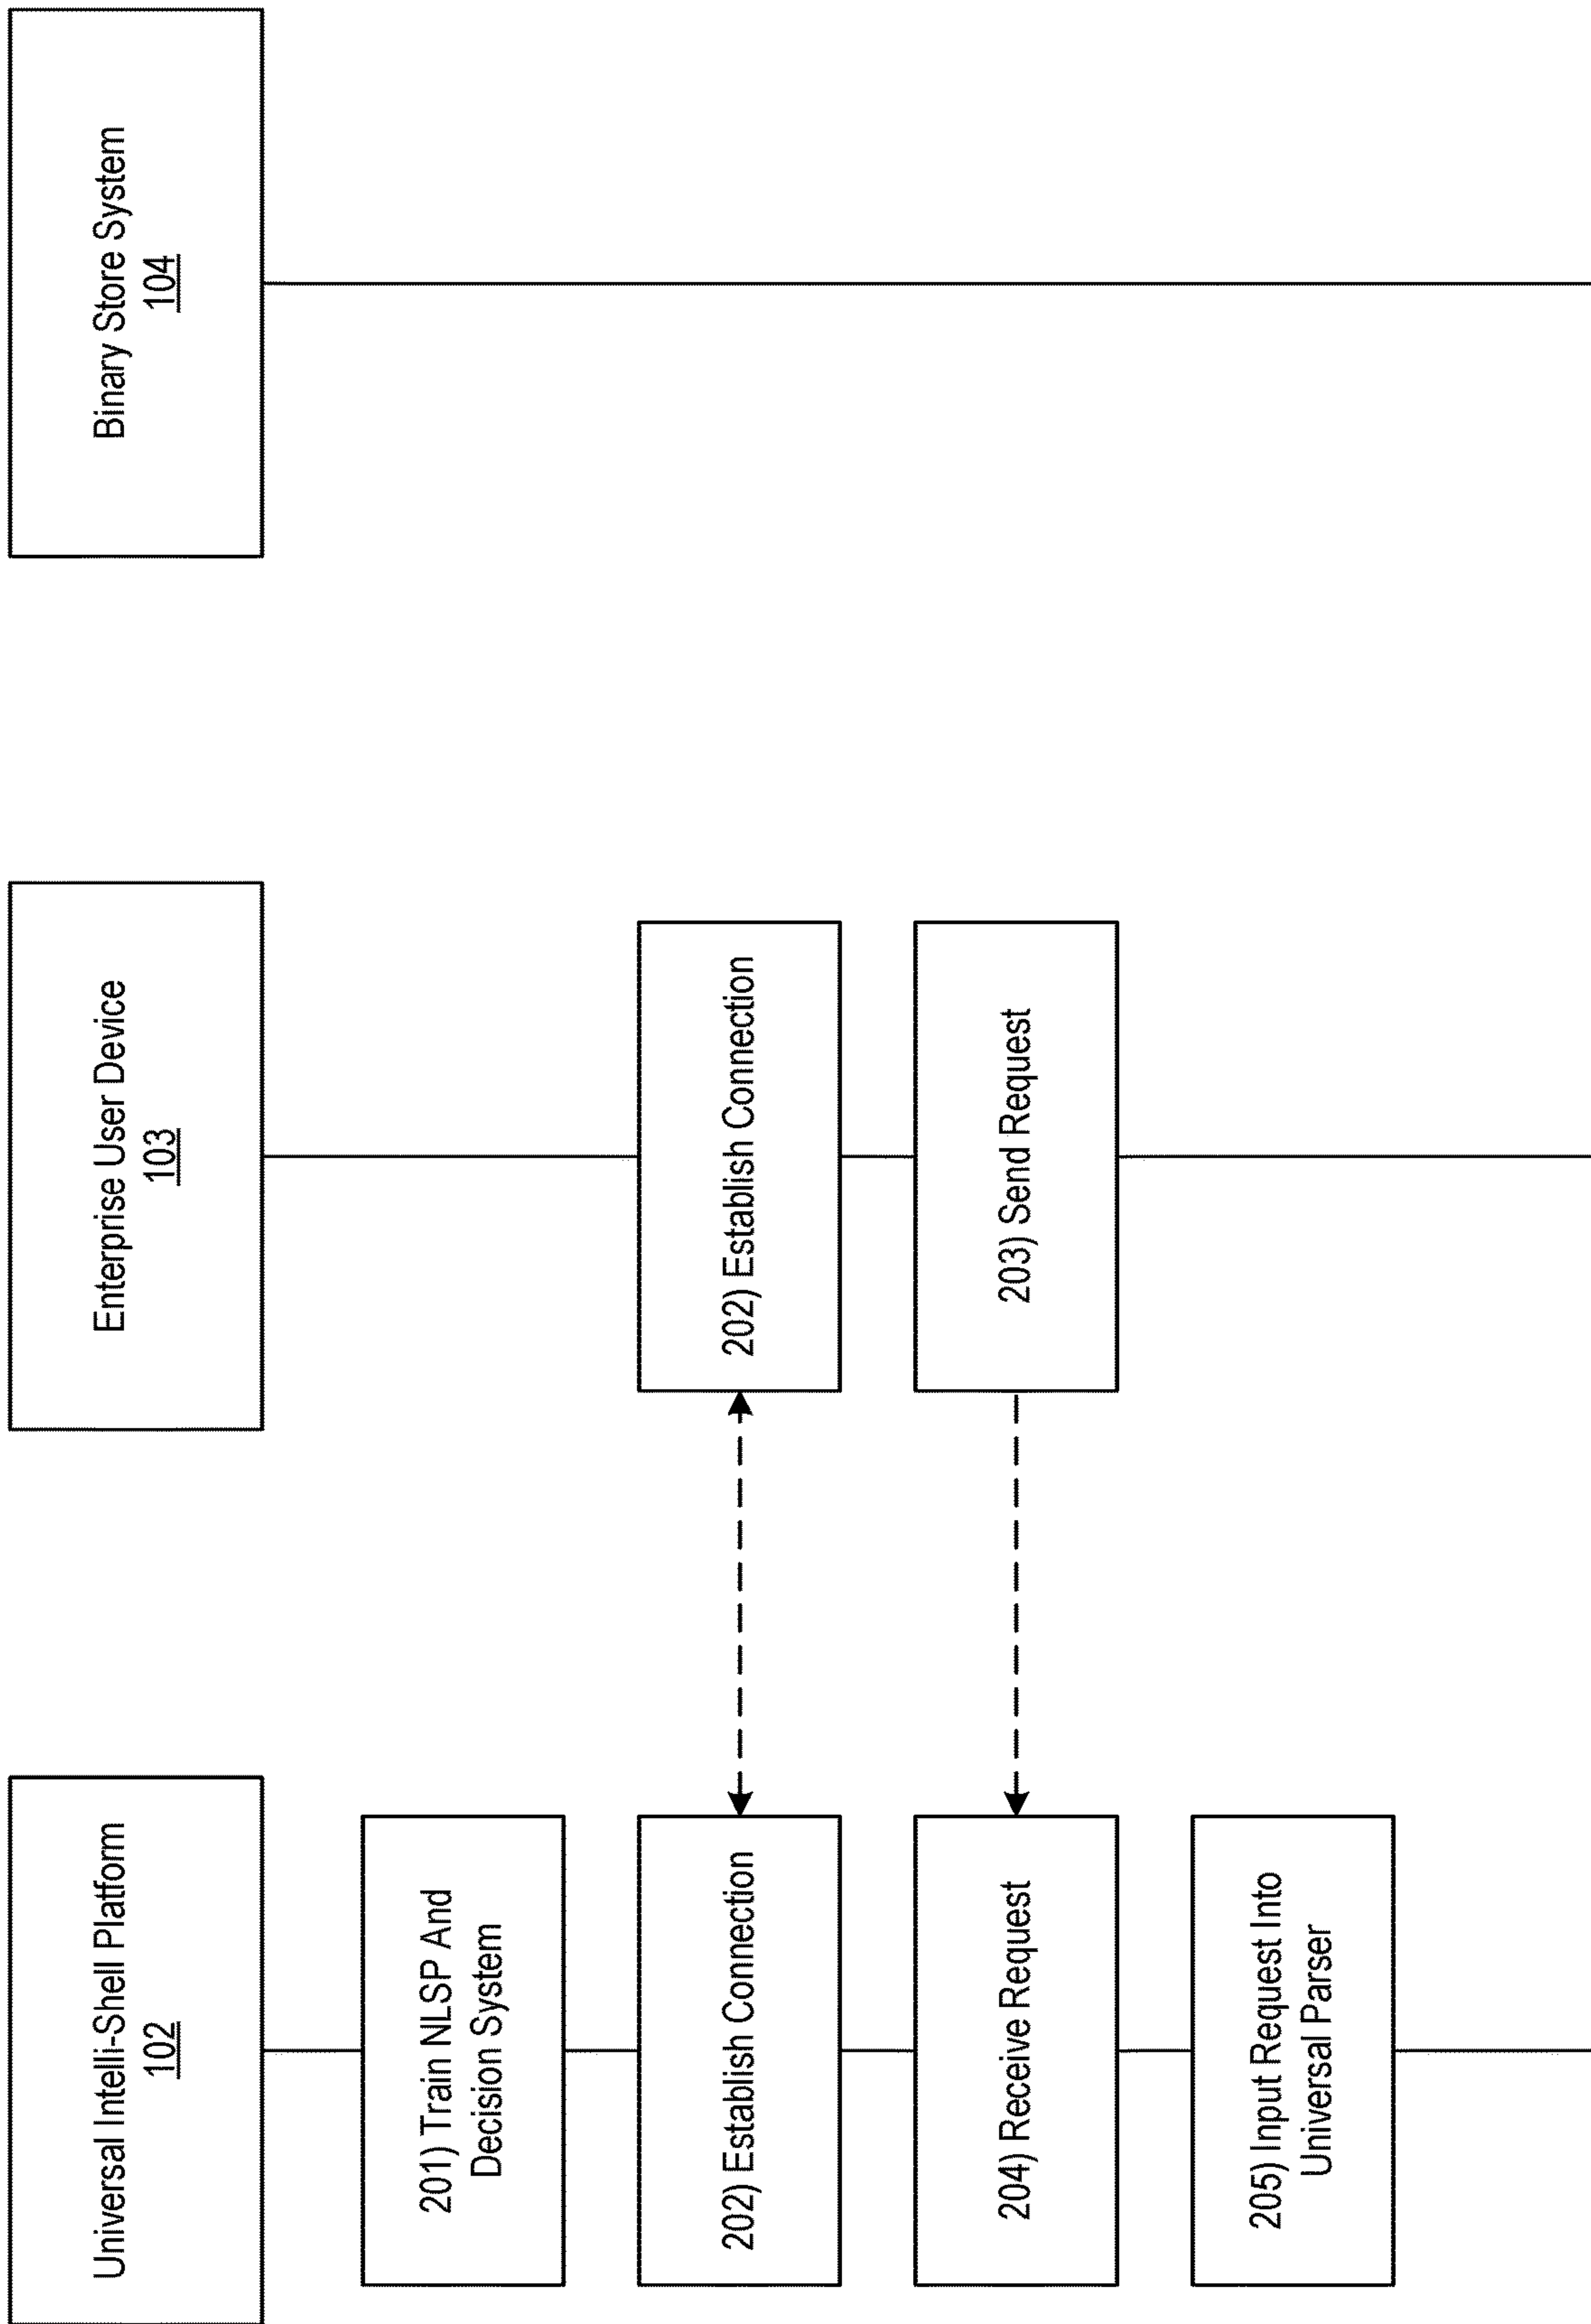 Universal Intelli-Shell Platform
102
Enterprise User Device
103
Binary Store System
104
201) Train NLSP And
Decision System
202) Establish Connection
202) Establish Connection
204) Receive Request
203) Send Request
205) Input Request Into
Universal Parser